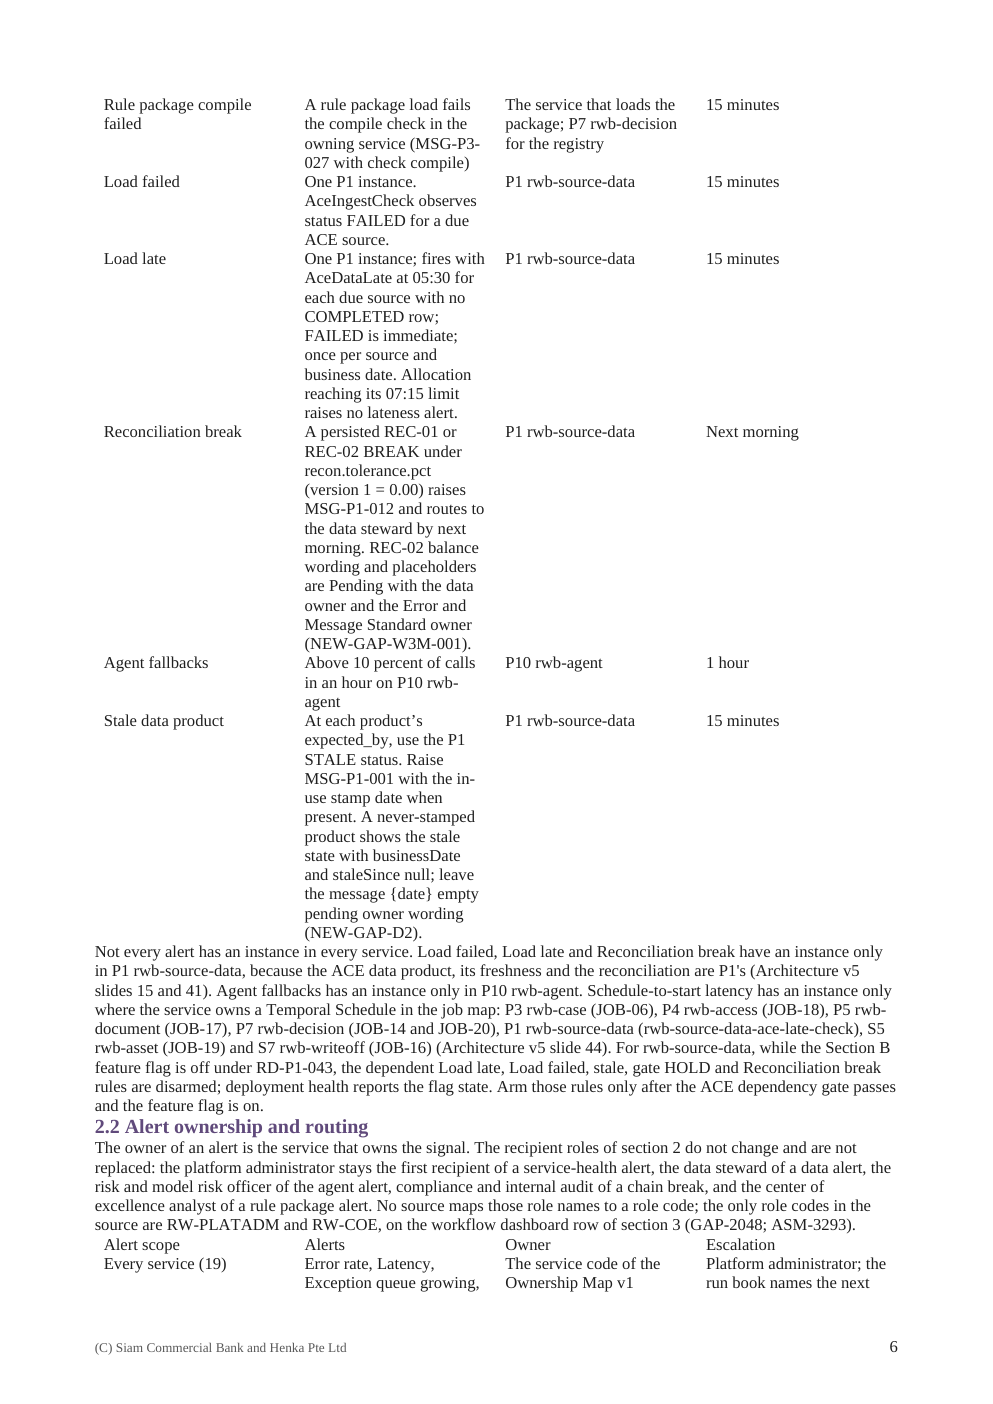 Rule package compile failed
A rule package load fails the compile check in the owning service (MSG-P3-027 with check compile)
The service that loads the package; P7 rwb-decision for the registry
15 minutes
Load failed
One P1 instance. AceIngestCheck observes status FAILED for a due ACE source.
P1 rwb-source-data
15 minutes
Load late
One P1 instance; fires with AceDataLate at 05:30 for each due source with no COMPLETED row; FAILED is immediate; once per source and business date. Allocation reaching its 07:15 limit raises no lateness alert.
P1 rwb-source-data
15 minutes
Reconciliation break
A persisted REC-01 or REC-02 BREAK under recon.tolerance.pct (version 1 = 0.00) raises MSG-P1-012 and routes to the data steward by next morning. REC-02 balance wording and placeholders are Pending with the data owner and the Error and Message Standard owner (NEW-GAP-W3M-001).
P1 rwb-source-data
Next morning
Agent fallbacks
Above 10 percent of calls in an hour on P10 rwb-agent
P10 rwb-agent
1 hour
Stale data product
At each product’s expected_by, use the P1 STALE status. Raise MSG-P1-001 with the in-use stamp date when present. A never-stamped product shows the stale state with businessDate and staleSince null; leave the message {date} empty pending owner wording (NEW-GAP-D2).
P1 rwb-source-data
15 minutes
Not every alert has an instance in every service. Load failed, Load late and Reconciliation break have an instance only
in P1 rwb-source-data, because the ACE data product, its freshness and the reconciliation are P1's (Architecture v5
slides 15 and 41). Agent fallbacks has an instance only in P10 rwb-agent. Schedule-to-start latency has an instance only
where the service owns a Temporal Schedule in the job map: P3 rwb-case (JOB-06), P4 rwb-access (JOB-18), P5 rwb-
document (JOB-17), P7 rwb-decision (JOB-14 and JOB-20), P1 rwb-source-data (rwb-source-data-ace-late-check), S5
rwb-asset (JOB-19) and S7 rwb-writeoff (JOB-16) (Architecture v5 slide 44). For rwb-source-data, while the Section B
feature flag is off under RD-P1-043, the dependent Load late, Load failed, stale, gate HOLD and Reconciliation break
rules are disarmed; deployment health reports the flag state. Arm those rules only after the ACE dependency gate passes
and the feature flag is on.
2.2 Alert ownership and routing
The owner of an alert is the service that owns the signal. The recipient roles of section 2 do not change and are not
replaced: the platform administrator stays the first recipient of a service-health alert, the data steward of a data alert, the
risk and model risk officer of the agent alert, compliance and internal audit of a chain break, and the center of
excellence analyst of a rule package alert. No source maps those role names to a role code; the only role codes in the
source are RW-PLATADM and RW-COE, on the workflow dashboard row of section 3 (GAP-2048; ASM-3293).
Alert scope
Alerts
Owner
Escalation
Every service (19)
Error rate, Latency, Exception queue growing,
The service code of the Ownership Map v1
Platform administrator; the run book names the next
(C) Siam Commercial Bank and Henka Pte Ltd
6